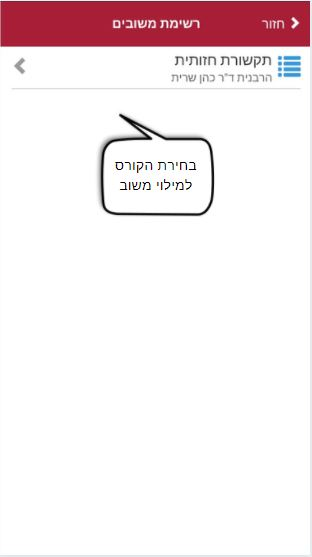 חזור
רשימת משובים
תקשורת חזותית
הרבנית ד"ר כהן שרית
בחירת הקורס
למילוי משוב